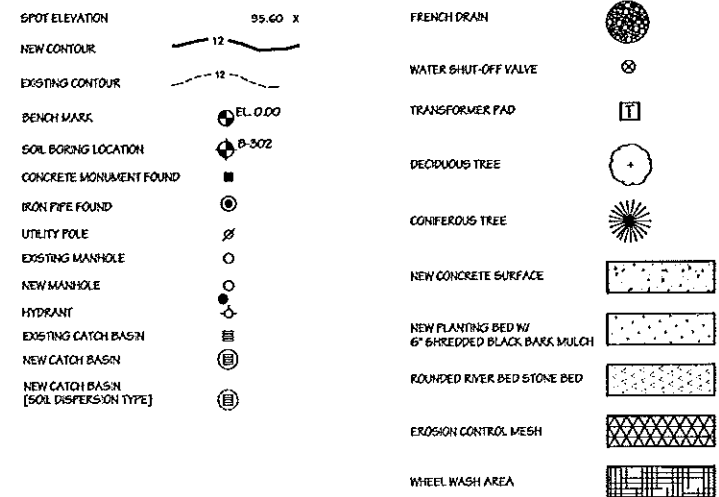 SPOT ELEVATION 95.60 X
NEW CONTOUR 12
EXISTING CONTOUR 12
BENCH MARK EL. 0.00
SOIL BORING LOCATION B-302
CONCRETE MONUMENT FOUND
IRON PIPE FOUND
UTILITY POLE
EXISTING MANHOLE
NEW MANHOLE
HYDRANT
EXISTING CATCH BASIN
NEW CATCH BASIN
NEW CATCH BASIN
[SOIL DISPERSION TYPE]
FRENCH DRAIN
WATER SHUT-OFF VALVE
TRANSFORMER PAD T
DECIDUOUS TREE
CONIFEROUS TREE
NEW CONCRETE SURFACE
NEW PLANTING BED W/
6" SHREDDED BLACK BARK MULCH
ROUNDED RIVER BED STONE BED
EROSION CONTROL MESH
WHEEL WASH AREA